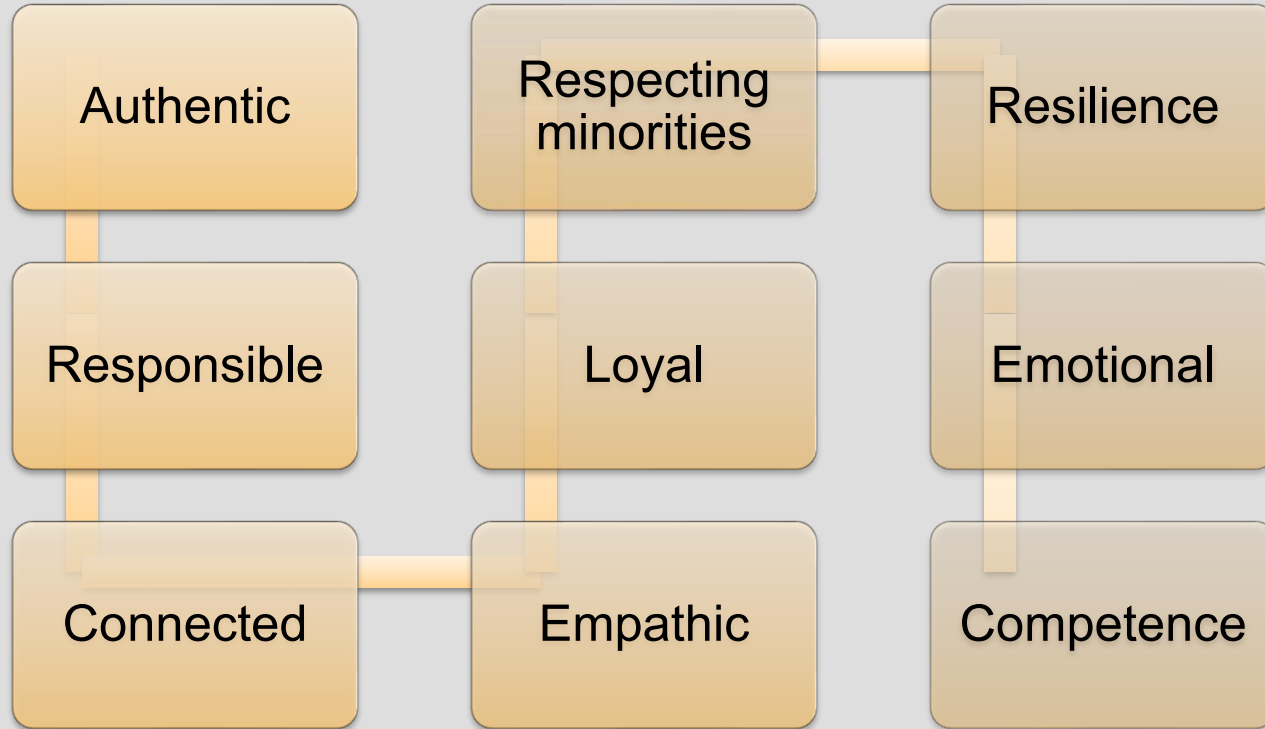 Authentic
Responsible
Connected
Empathic
Loyal
Respecting
minorities
Resilience
Emotional
Competence